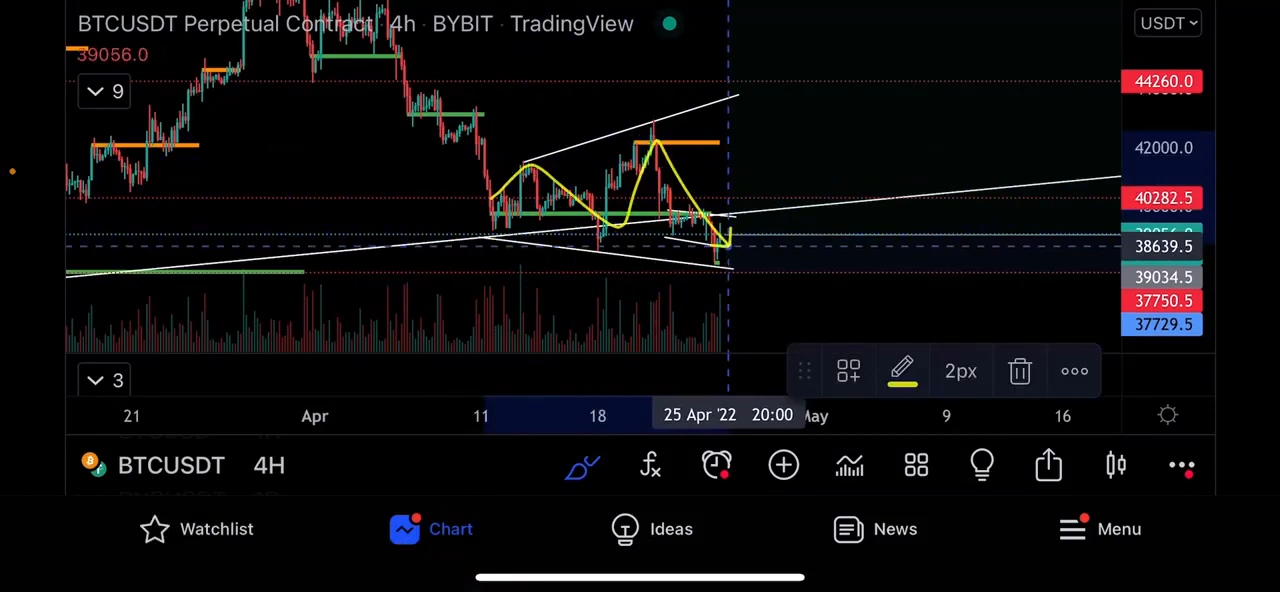 BTCUSDT Perpetual Contract · 4h · BYBIT · TradingView
USDT
39056.0
9
44260.0
42000.0
40282.5
38639.5
39034.5
37750.5
37729.5
3
2px
21 Apr 11 18 25 Apr '22 20:00 May 9 16
BTCUSDT 4H
Watchlist Chart Ideas News Menu